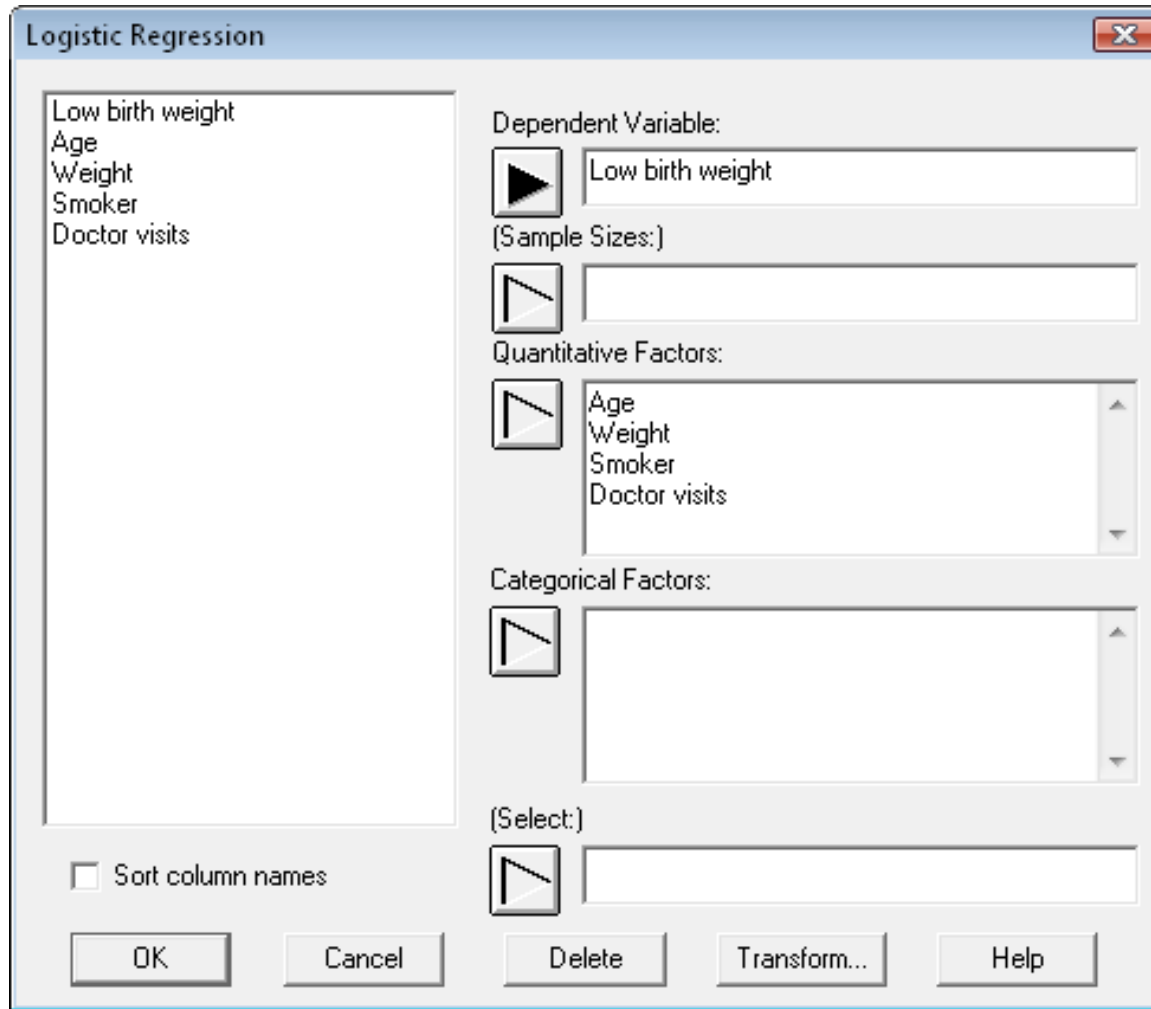 Logistic Regression
Low birth weight
Age
Weight
Smoker
Doctor visits
Sort column names
Dependent Variable:
Low birth weight
(Sample Sizes:)
Quantitative Factors:
Age
Weight
Smoker
Doctor visits
Categorical Factors:
(Select:)
OK
Cancel
Delete
Transform...
Help